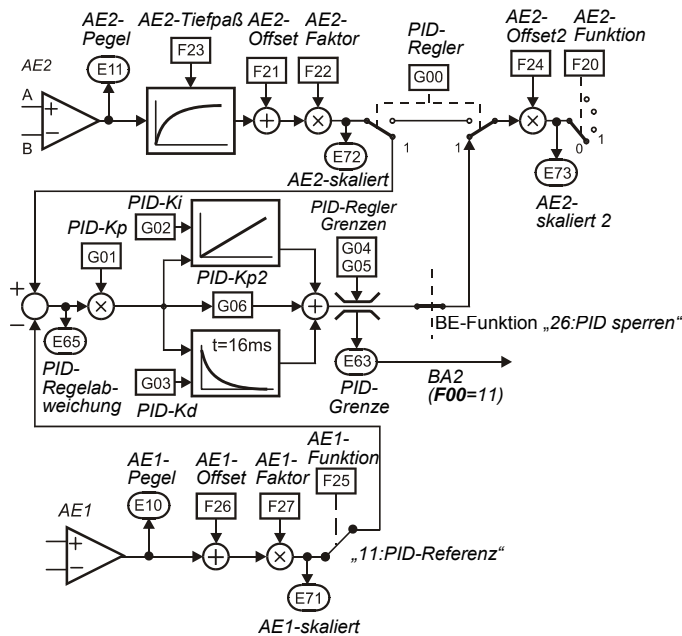 AE2-
Pegel
AE2-Tiefpaß
AE2-
Offset
AE2-
Faktor
PID-
Regler
AE2-
Offset2
AE2-
Funktion
AE2
E11
F23
F21
F22
G00
F24
F20
A
B
+
−
+
×
×
1
1
0
1
E72
AE2-skaliert
E73
AE2-
skaliert 2
PID-Ki
G02
PID-Kp
G01
PID-Regler
Grenzen
G04
G05
PID-Kp2
G06
+
−
×
+
E65
PID-
Regelab-
weichung
t=16ms
G03
PID-Kd
BE-Funktion „26:PID sperren“
E63
PID-
Grenze
BA2
(F00=11)
AE1-
Pegel
AE1-
Offset
AE1-
Faktor
AE1-
Funktion
AE1
E10
F26
F27
F25
+
−
+
×
„11:PID-Referenz“
E71
AE1-skaliert